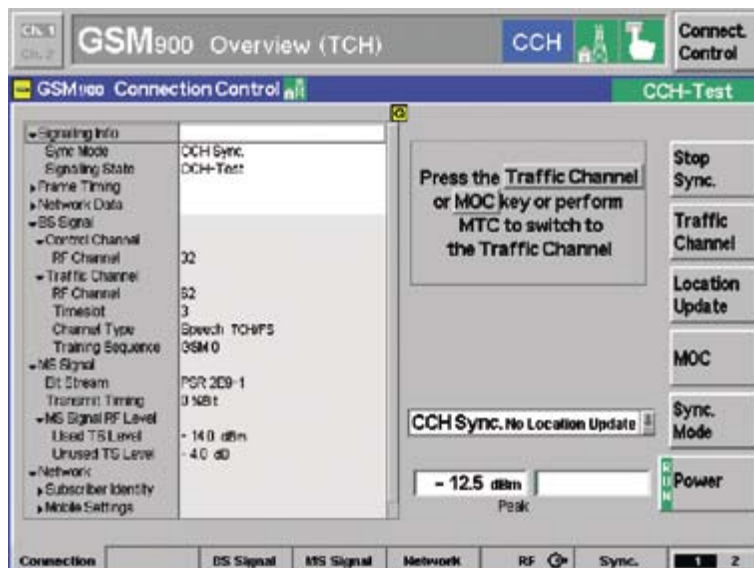 Ch. 1
Ch. 2
GSM900 Overview (TCH)
CCH
Connect. Control
GSM900 Connection Control
CCH-Test
Signaling Info
Sync Mode CCH Sync.
Signaling State CCH-Test
Frame Timing
Network Data
BS Signal
Control Channel
RF Channel 32
Traffic Channel
RF Channel 62
Timeslot 3
Channel Type Speech TCH/FS
Training Sequence GSM 0
MS Signal
Bit Stream PSR 2E9-1
Transmit Timing 0
MS Signal RF Level
Used TS Level - 14.0 dBm
Unused TS Level - 4.0 dB
Network
Subscriber Identity
Mobile Settings
Press the Traffic Channel
or MOC key or perform
MTC to switch to
the Traffic Channel
CCH Sync. No Location Update
- 12.5 dBm
Peak
Stop Sync.
Traffic Channel
Location Update
MOC
Sync. Mode
RUN
Power
Connection BS Signal MS Signal Network RF Sync. 1 2